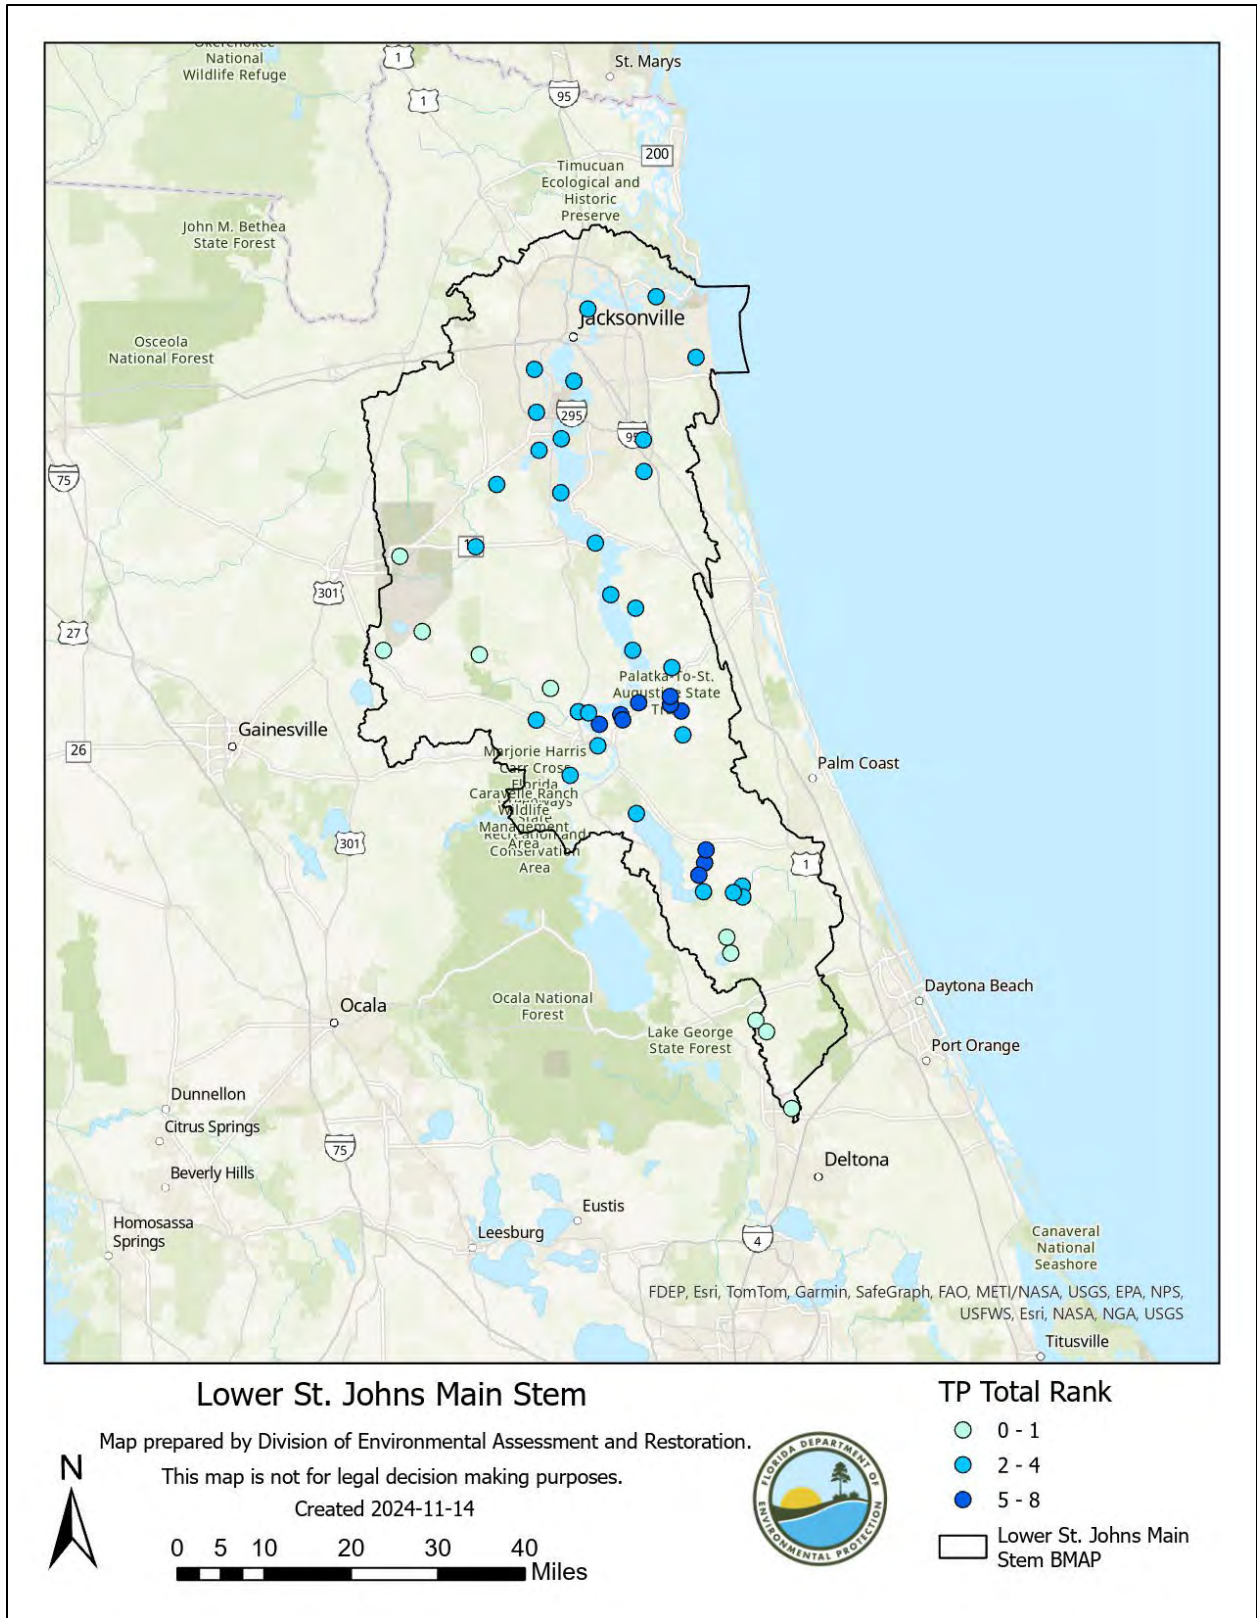 Okefenokee
National
Wildlife Refuge
1
St. Marys
1
95
200
Timucuan
Ecological and
Historic
Preserve
John M. Bethea
State Forest
Jacksonville
Osceola
National Forest
295
95
75
301
27
Palatka-To-St.
Augustine State
Gainesville
26
Marjorie Harris
Carr Cross
Florida
Caravelle Ranch
Wildlife
State
Management
Recreation and
Area
Conservation
Area
Palm Coast
301
1
Daytona Beach
Ocala National
Forest
Ocala
Lake George
State Forest
Port Orange
Dunnellon
Citrus Springs
75
Beverly Hills
Deltona
Eustis
Homosassa
Springs
Leesburg
4
Canaveral
National
Seashore
FDEP, Esri, TomTom, Garmin, SafeGraph, FAO, METI/NASA, USGS, EPA, NPS,
USFWS, Esri, NASA, NGA, USGS
Titusville
Lower St. Johns Main Stem
Map prepared by Division of Environmental Assessment and Restoration.
This map is not for legal decision making purposes.
Created 2024-11-14
N
0 5 10 20 30 40
Miles
FLORIDA DEPARTMENT OF
ENVIRONMENTAL PROTECTION
TP Total Rank
0 - 1
2 - 4
5 - 8
Lower St. Johns Main
Stem BMAP